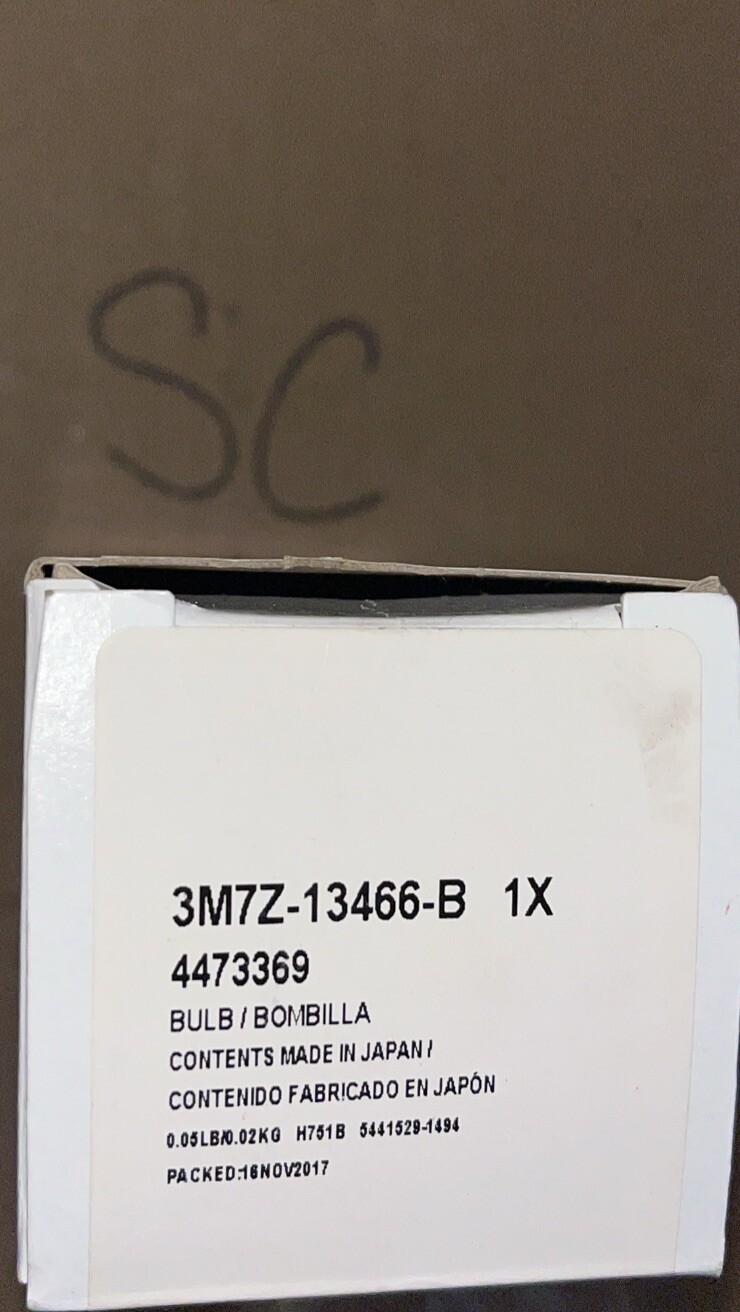 SC
3M7Z-13466-B 1X
4473369
BULB / BOMBILLA
CONTENTS MADE IN JAPAN /
CONTENIDO FABRICADO EN JAPÓN
0.05LB/0.02KG H751B 5441529-1494
PACKED:16NOV2017